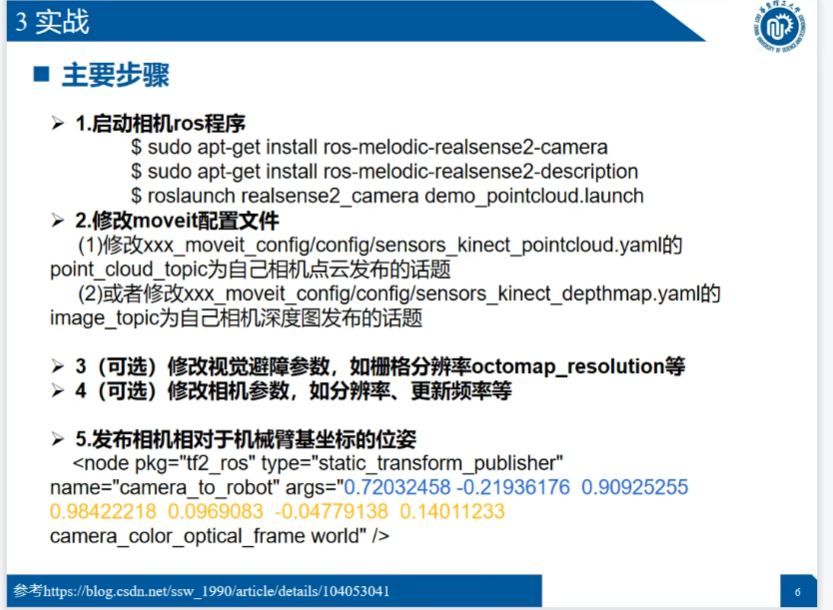 3 实战
主要步骤
1.启动相机ros程序
$ sudo apt-get install ros-melodic-realsense2-camera
$ sudo apt-get install ros-melodic-realsense2-description
$ roslaunch realsense2_camera demo_pointcloud.launch
2.修改moveit配置文件
(1)修改xxx_moveit_config/config/sensors_kinect_pointcloud.yaml的
point_cloud_topic为自己相机点云发布的话题
(2)或者修改xxx_moveit_config/config/sensors_kinect_depthmap.yaml的
image_topic为自己相机深度图发布的话题
3（可选）修改视觉避障参数，如栅格分辨率octomap_resolution等
4（可选）修改相机参数，如分辨率、更新频率等
5.发布相机相对于机械臂基坐标的位姿
<node pkg="tf2_ros" type="static_transform_publisher"
name="camera_to_robot" args="0.72032458 -0.21936176 0.90925255
0.98422218 0.0969083 -0.04779138 0.14011233
camera_color_optical_frame world" />
参考https://blog.csdn.net/ssw_1990/article/details/104053041
6